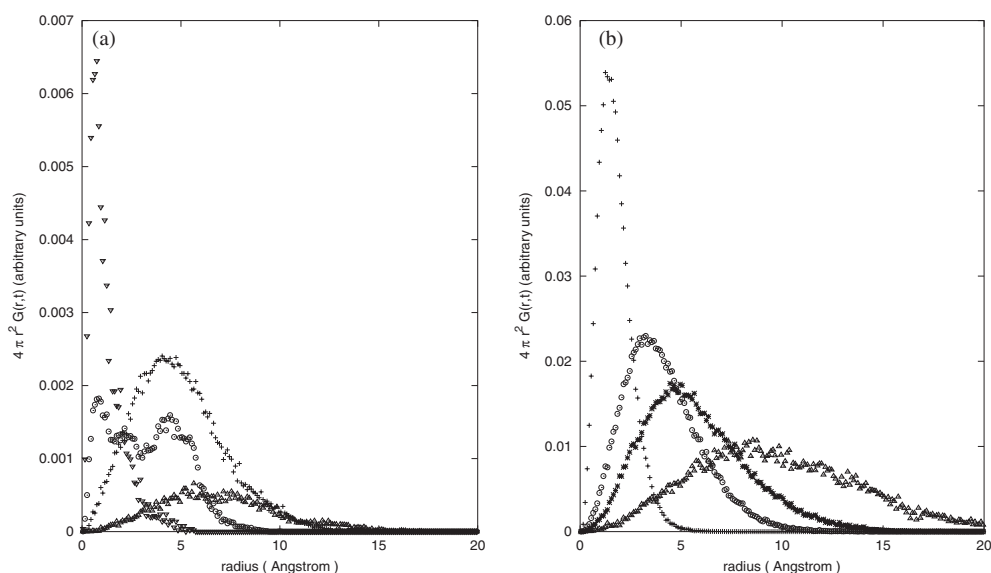 (a)
0.007
0.006
0.005
0.004
0.003
0.002
0.001
0
0 5 10 15 20
4 π r² G(r,t) (arbitrary units)
radius ( Angstrom )
(b)
0.06
0.05
0.04
0.03
0.02
0.01
0
0 5 10 15 20
4 π r² G(r,t) (arbitrary units)
radius ( Angstrom )